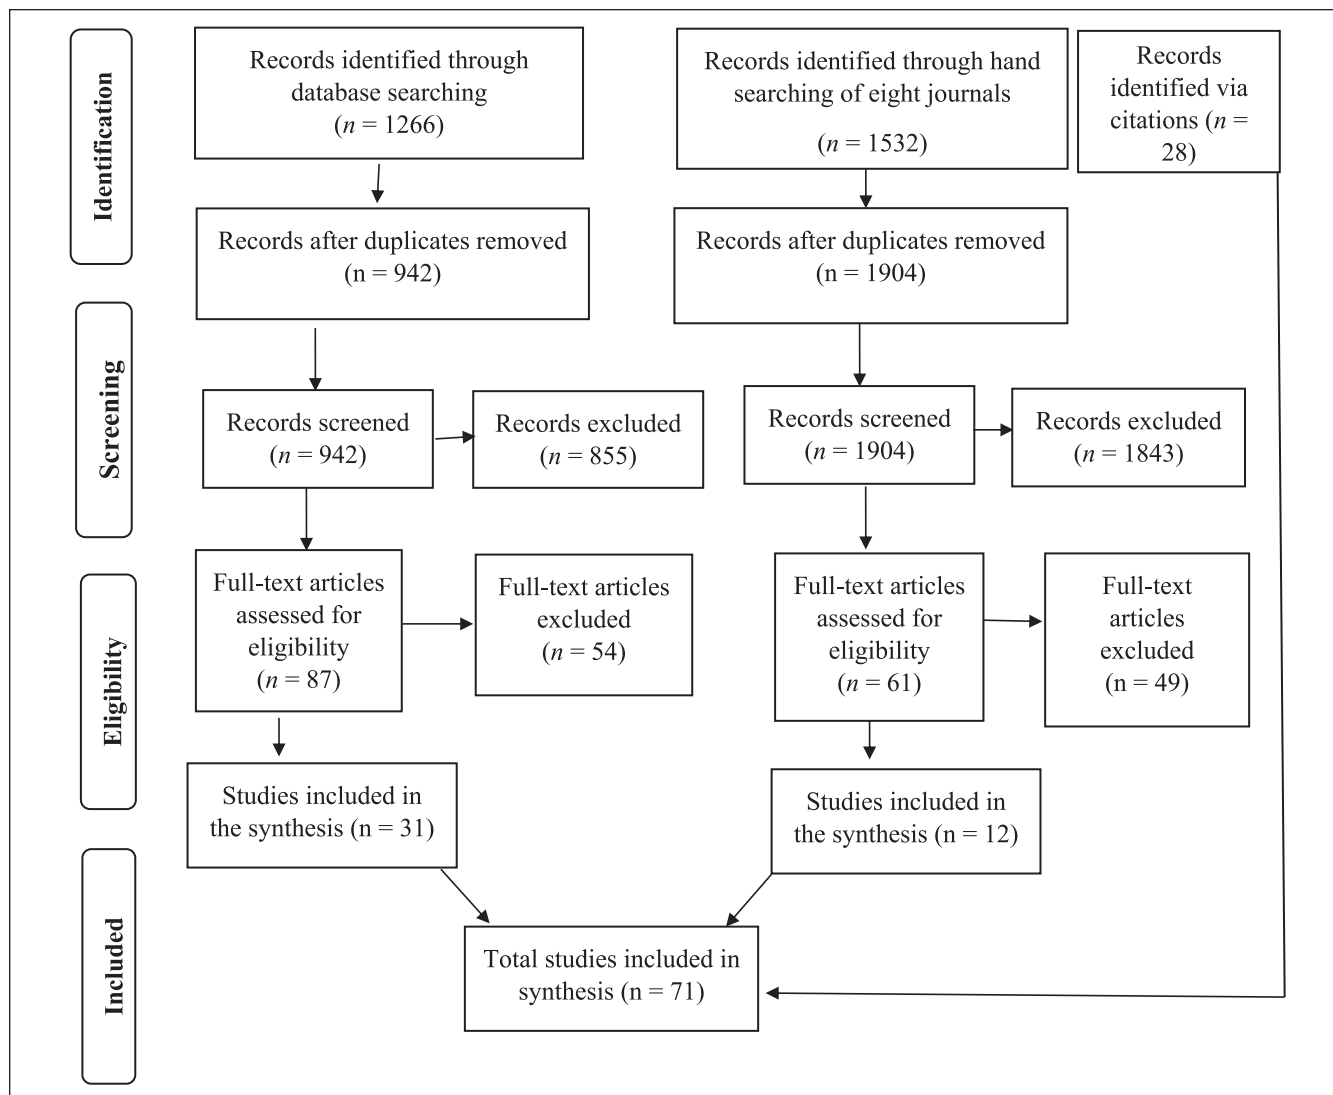 Identification
Records identified through
database searching
(n = 1266)
Records identified through hand
searching of eight journals
(n = 1532)
Records
identified via
citations (n =
28)
Records after duplicates removed
(n = 942)
Records after duplicates removed
(n = 1904)
Screening
Records screened
(n = 942)
Records excluded
(n = 855)
Records screened
(n = 1904)
Records excluded
(n = 1843)
Eligibility
Full-text articles
assessed for
eligibility
(n = 87)
Full-text articles
excluded
(n = 54)
Full-text articles
assessed for
eligibility
(n = 61)
Full-text
articles
excluded
(n = 49)
Studies included in
the synthesis (n = 31)
Studies included in
the synthesis (n = 12)
Included
Total studies included in
synthesis (n = 71)